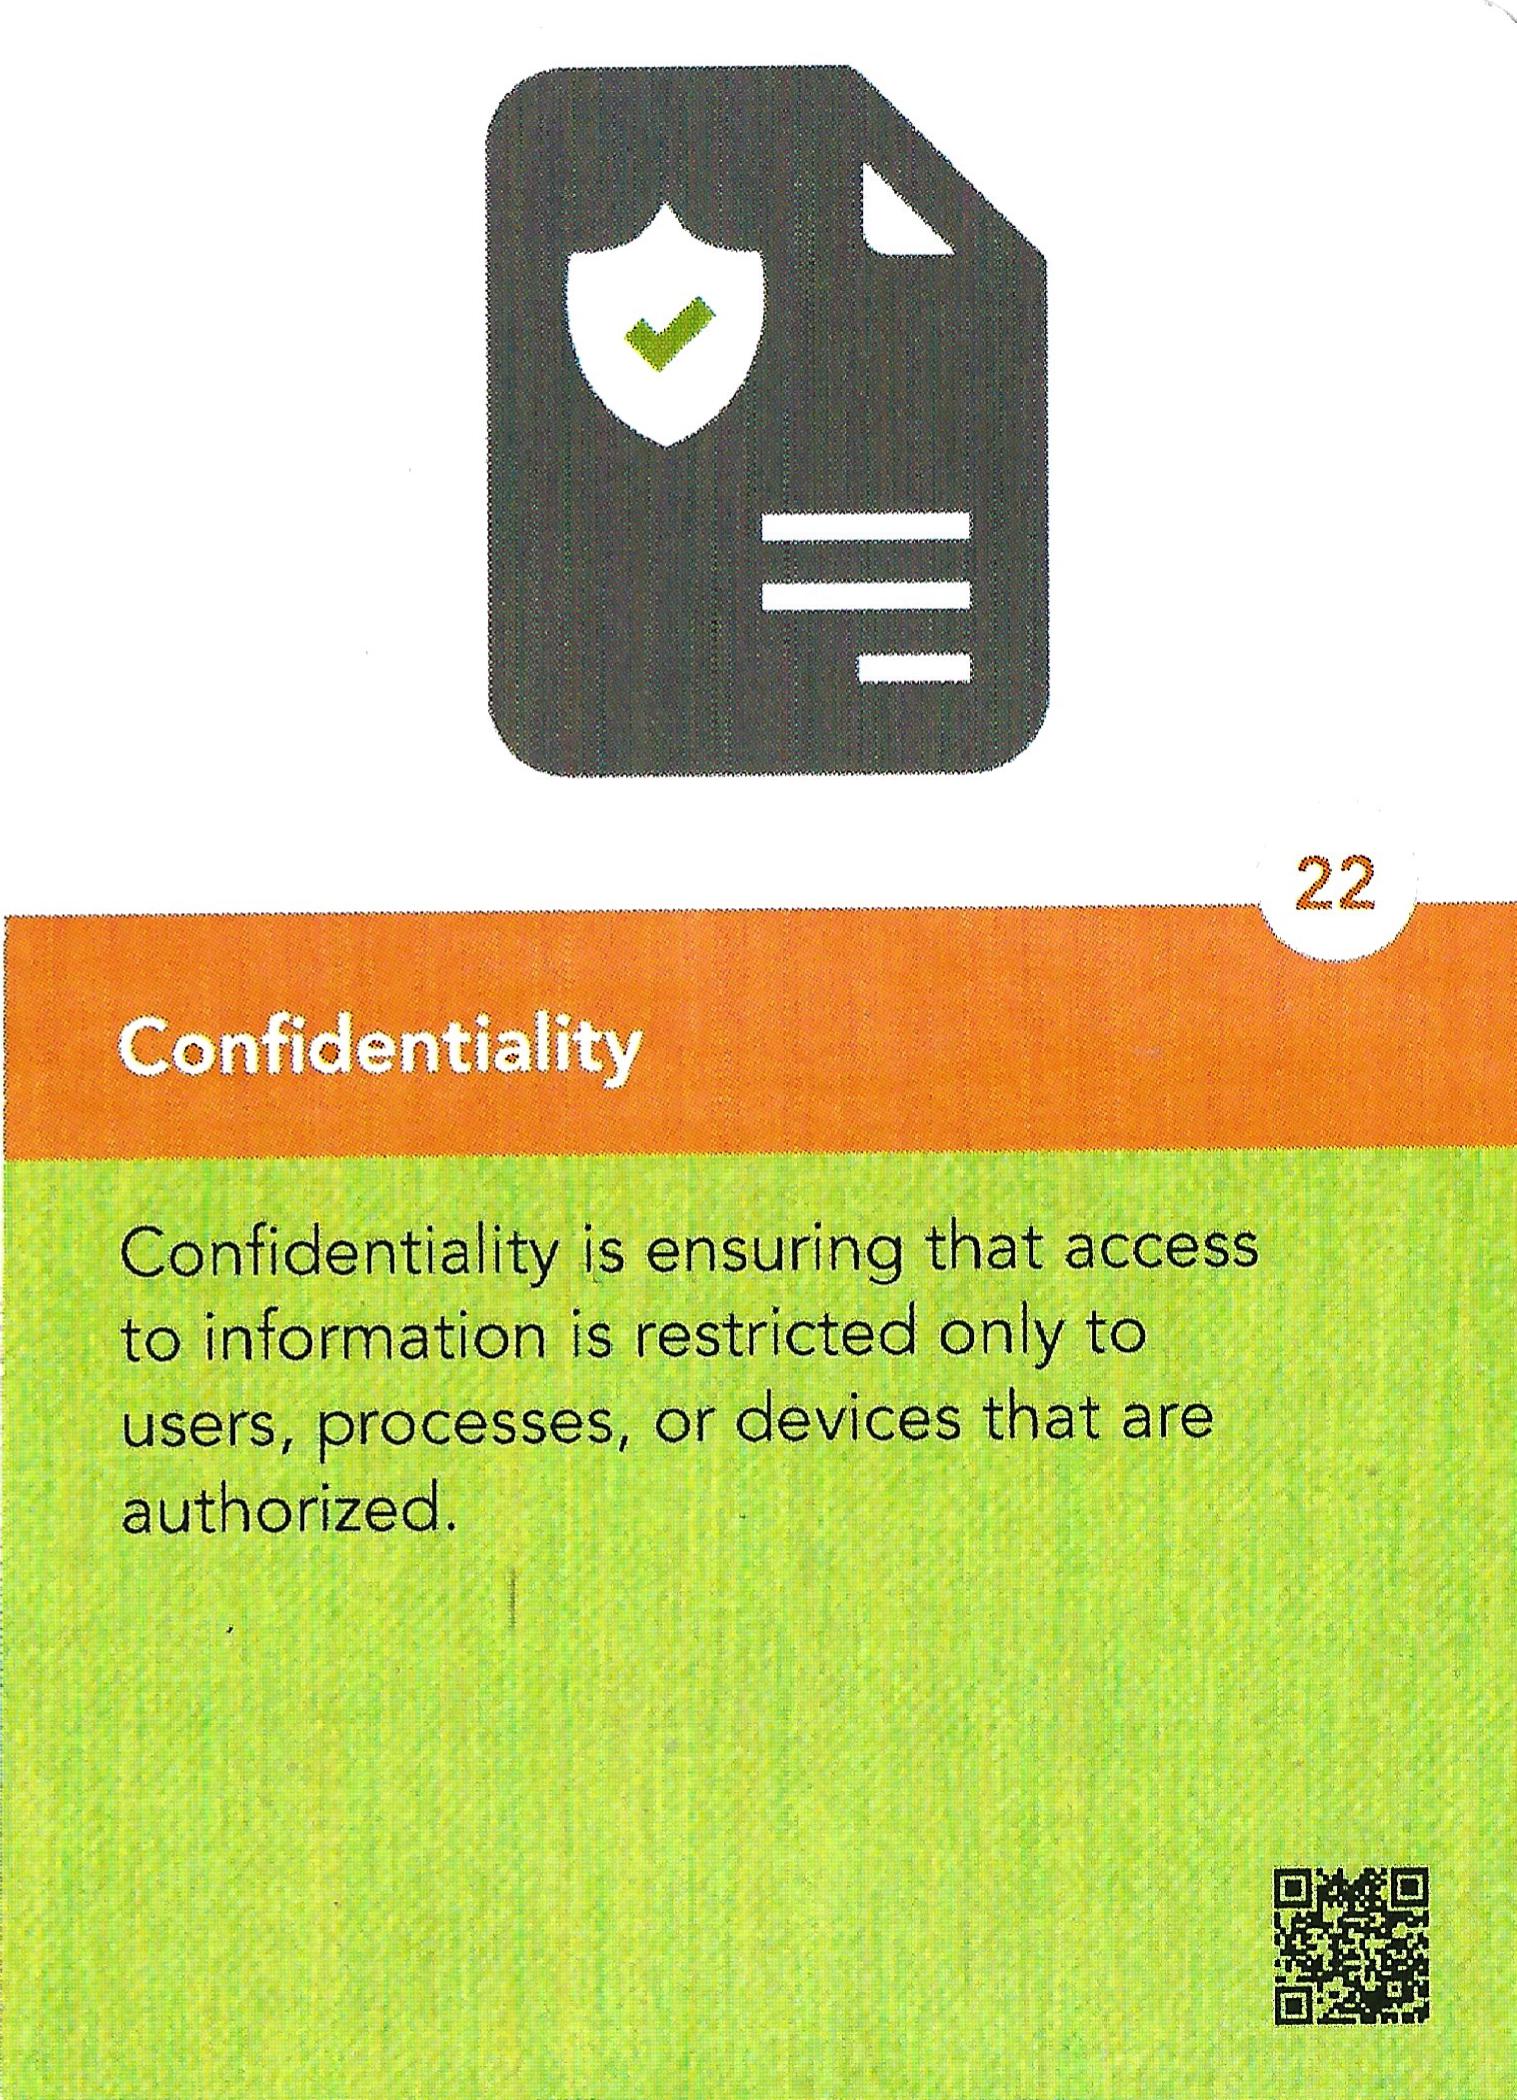 22
Confidentiality
Confidentiality is ensuring that access
to information is restricted only to
users, processes, or devices that are
authorized.